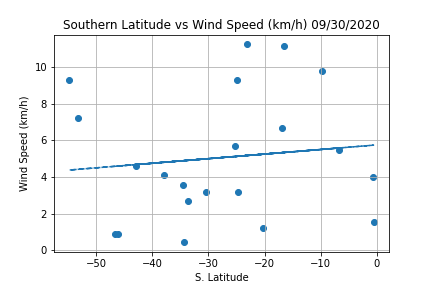 Southern Latitude vs Wind Speed (km/h) 09/30/2020
10
8
6
4
2
0
Wind Speed (km/h)
−50 −40 −30 −20 −10 0
S. Latitude